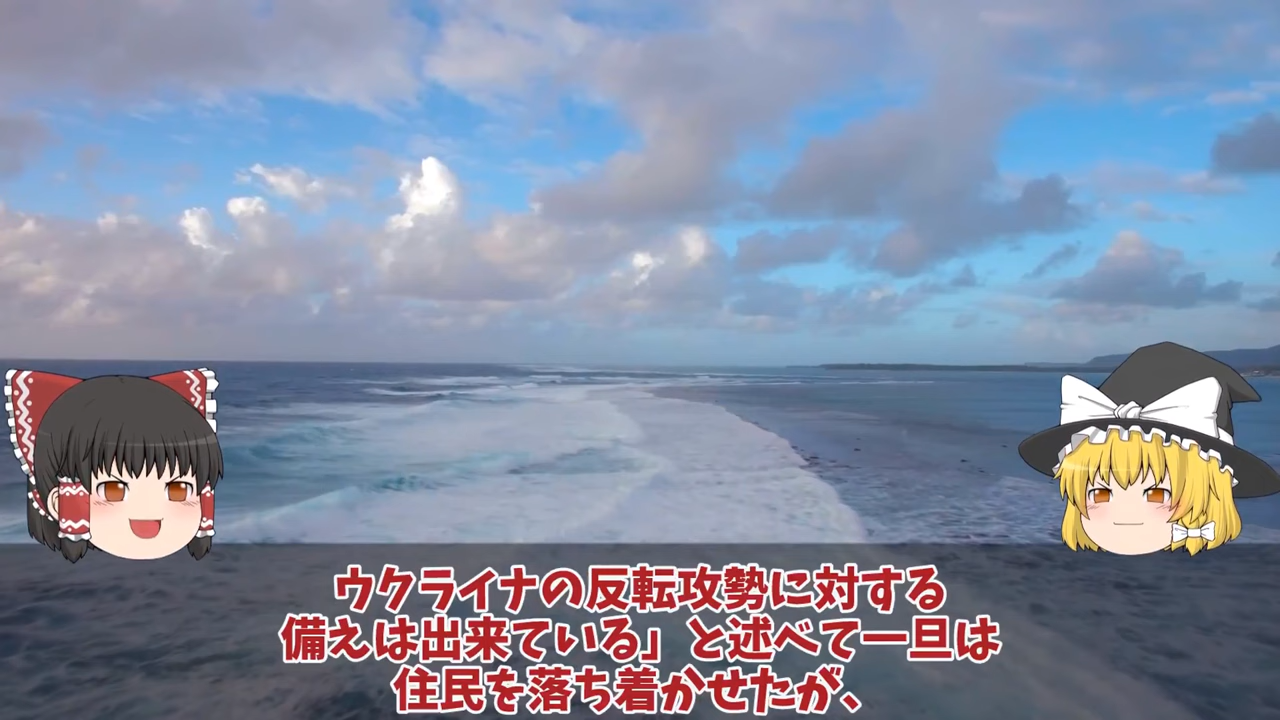 ウクライナの反転攻勢に対する
備えは出来ている」と述べて一旦は
住民を落ち着かせたが、